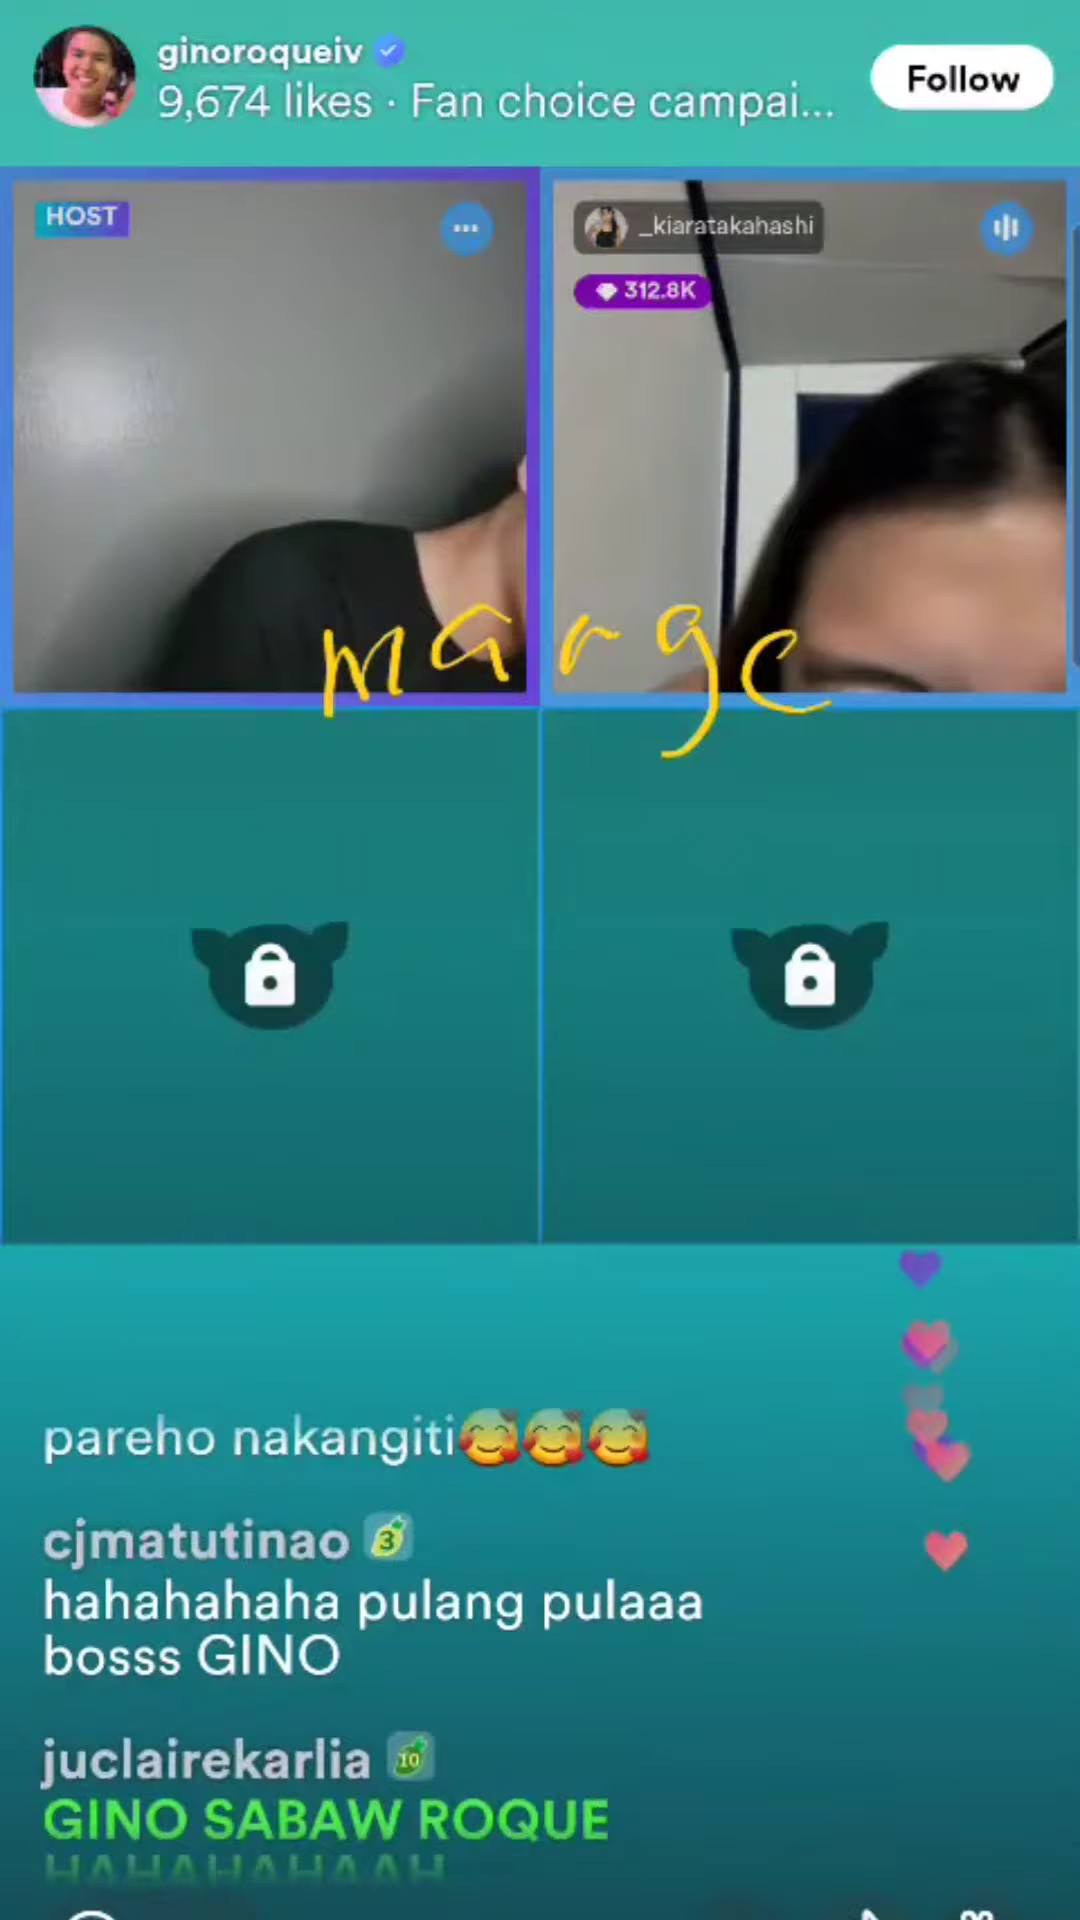 ginoroqueiv
9,674 likes · Fan choice campai...
Follow
HOST
_kiaratakahashi
312.8K
marge
pareho nakangiti🥰🥰🥰
cjmatutinao 3
hahahahaha pulang pulaaa
bosss GINO
juclairekarlia 10
GINO SABAW ROQUE
HAHAHAHAAH